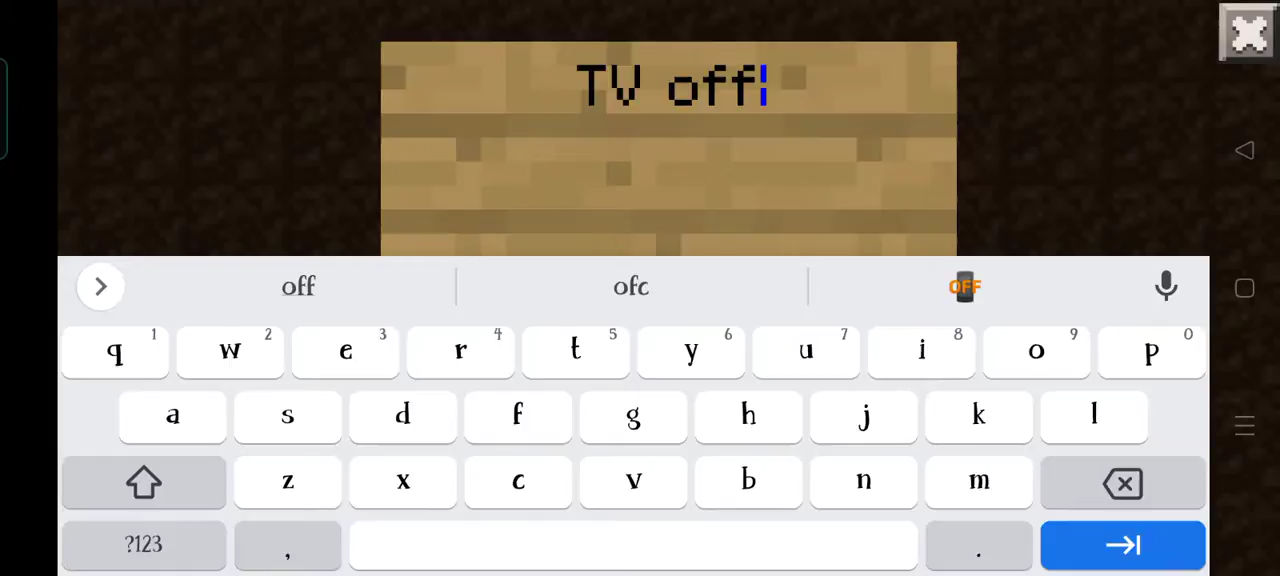 TV off
off ofc OFF
q 1 w 2 e 3 r 4 t 5 y 6 u 7 i 8 o 9 p 0
a s d f g h j k l
z x c v b n m
?123 , .